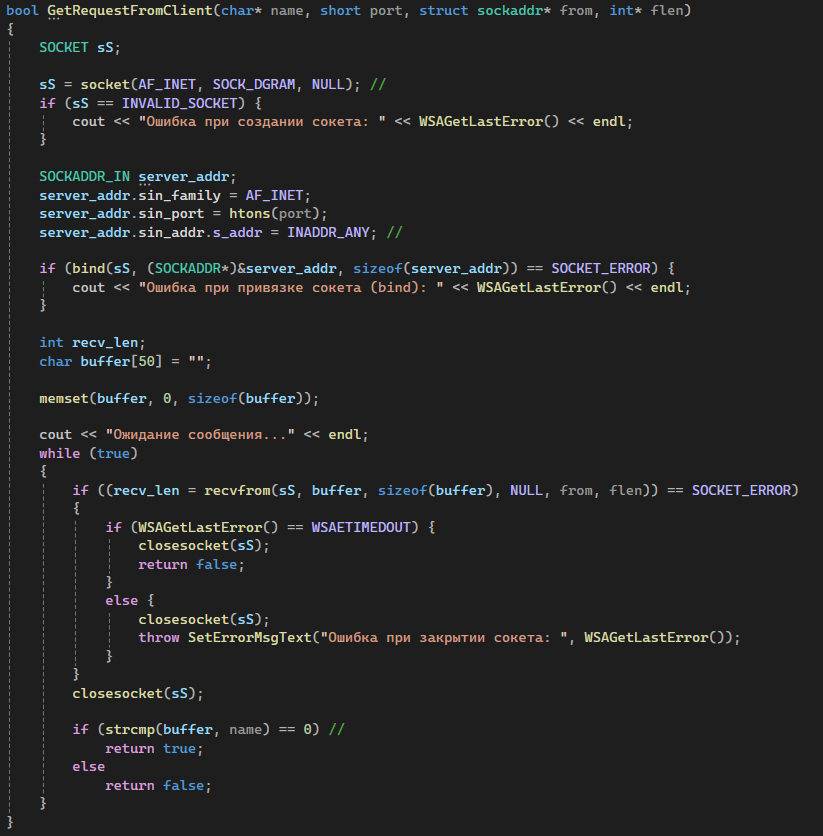 bool GetRequestFromClient(char* name, short port, struct sockaddr* from, int* flen)
{
    SOCKET sS;

    sS = socket(AF_INET, SOCK_DGRAM, NULL); //
    if (sS == INVALID_SOCKET) {
        cout << "Ошибка при создании сокета: " << WSAGetLastError() << endl;
    }

    SOCKADDR_IN server_addr;
    server_addr.sin_family = AF_INET;
    server_addr.sin_port = htons(port);
    server_addr.sin_addr.s_addr = INADDR_ANY; //

    if (bind(sS, (SOCKADDR*)&server_addr, sizeof(server_addr)) == SOCKET_ERROR) {
        cout << "Ошибка при привязке сокета (bind): " << WSAGetLastError() << endl;
    }

    int recv_len;
    char buffer[50] = "";

    memset(buffer, 0, sizeof(buffer));

    cout << "Ожидание сообщения..." << endl;
    while (true)
    {
        if ((recv_len = recvfrom(sS, buffer, sizeof(buffer), NULL, from, flen)) == SOCKET_ERROR)
        {
            if (WSAGetLastError() == WSAETIMEDOUT) {
                closesocket(sS);
                return false;
            }
            else {
                closesocket(sS);
                throw SetErrorMsgText("Ошибка при закрытии сокета: ", WSAGetLastError());
            }
        }
        closesocket(sS);

        if (strcmp(buffer, name) == 0) //
            return true;
        else
            return false;
    }
}